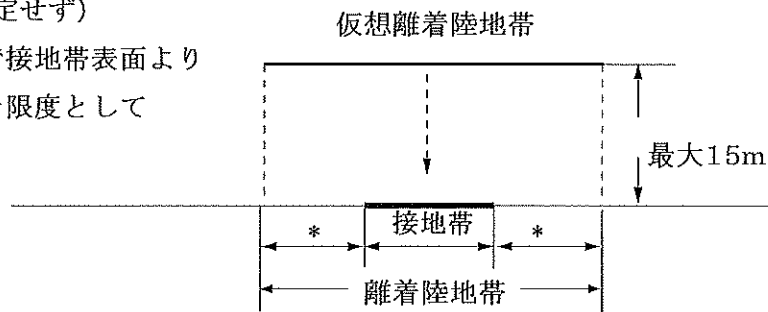 定せず)
接地帯表面より
限度として
仮想離着陸地帯
最大15m
接地帯
*
*
離着陸地帯